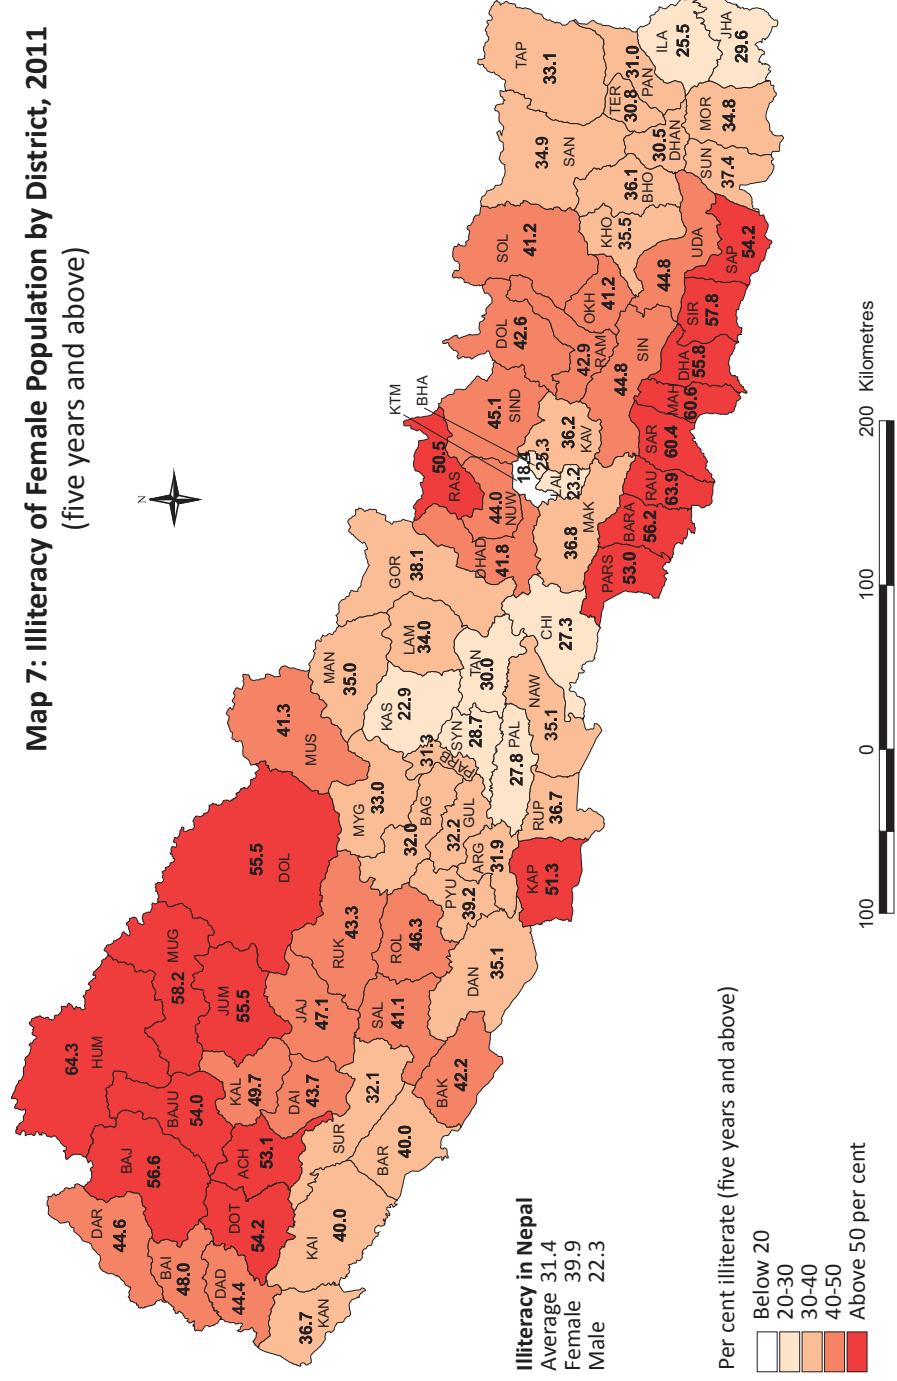 Map 7: Illiteracy of Female Population by District, 2011
(five years and above)
N
DAR
44.6
BAI
48.0
DAD
44.4
36.7
KAN
BAJ
56.6
DOT
54.2
KAI
40.0
64.3
HUM
BAJU
54.0
ACH
53.1
SUR
32.1
BAR
40.0
MUG
58.2
JUM
55.5
KAL
49.7
DAI
43.7
JAJ
47.1
SAL
41.1
BAK
42.2
55.5
DOL
RUK
43.3
ROL
46.3
DAN
35.1
PYU
39.2
41.3
MUS
MYG
33.0
32.0
BAG
32.2
GUL
ARG
31.9
KAP
51.3
31.3
PARB
MAN
35.0
KAS
22.9
SYN
28.7
27.8 PAL
RUP
36.7
NAW
35.1
GOR
38.1
LAM
34.0
TAN
30.0
CHI
27.3
KTM
BHA
50.5
RAS
44.0
NUW
DHAD
41.8
18.4
25.3
LAL
23.2
36.2
KAV
36.8
MAK
45.1
SIND
DOL
42.6
42.9
RAM
44.8
SIN
PARS
53.0
BARA
56.2
RAU
63.9
SAR
60.4
MAH
60.6
DHA
55.8
SIR
57.8
SAP
54.2
SOL
41.2
OKH
41.2
44.8
UDA
KHO
35.5
36.1
BHO
34.9
SAN
TAP
33.1
TER
30.8
31.0
PAN
30.5
DHAN
SUN
37.4
MOR
34.8
ILA
25.5
JHA
29.6
Illiteracy in Nepal
Average 31.4
Female 39.9
Male 22.3
Per cent illiterate (five years and above)
Below 20
20-30
30-40
40-50
Above 50 per cent
100 0 100 200 Kilometres